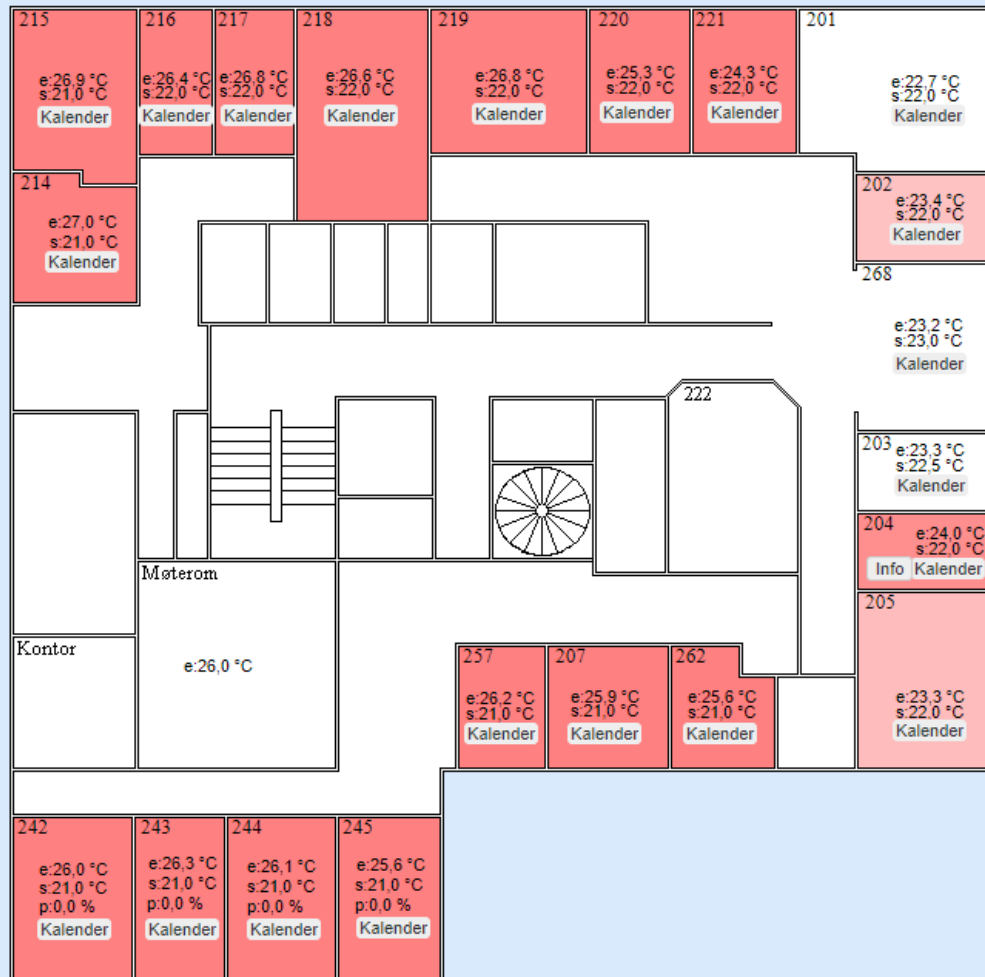 215
e:26,9 °C
s:21,0 °C
Kalender
216
e:26,4 °C
s:22,0 °C
Kalender
217
e:26,8 °C
s:22,0 °C
Kalender
218
e:26,6 °C
s:22,0 °C
Kalender
219
e:26,8 °C
s:22,0 °C
Kalender
220
e:25,3 °C
s:22,0 °C
Kalender
221
e:24,3 °C
s:22,0 °C
Kalender
201
e:22,7 °C
s:22,0 °C
Kalender
214
e:27,0 °C
s:21,0 °C
Kalender
202
e:23,4 °C
s:22,0 °C
Kalender
268
e:23,2 °C
s:23,0 °C
Kalender
222
203
e:23,3 °C
s:22,5 °C
Kalender
204
e:24,0 °C
s:22,0 °C
Info Kalender
Møterom
e:26,0 °C
Kontor
205
e:23,3 °C
s:22,0 °C
Kalender
257
e:26,2 °C
s:21,0 °C
Kalender
207
e:25,9 °C
s:21,0 °C
Kalender
262
e:25,6 °C
s:21,0 °C
Kalender
242
e:26,0 °C
s:21,0 °C
p:0,0 %
Kalender
243
e:26,3 °C
s:21,0 °C
p:0,0 %
Kalender
244
e:26,1 °C
s:21,0 °C
p:0,0 %
Kalender
245
e:25,6 °C
s:21,0 °C
p:0,0 %
Kalender